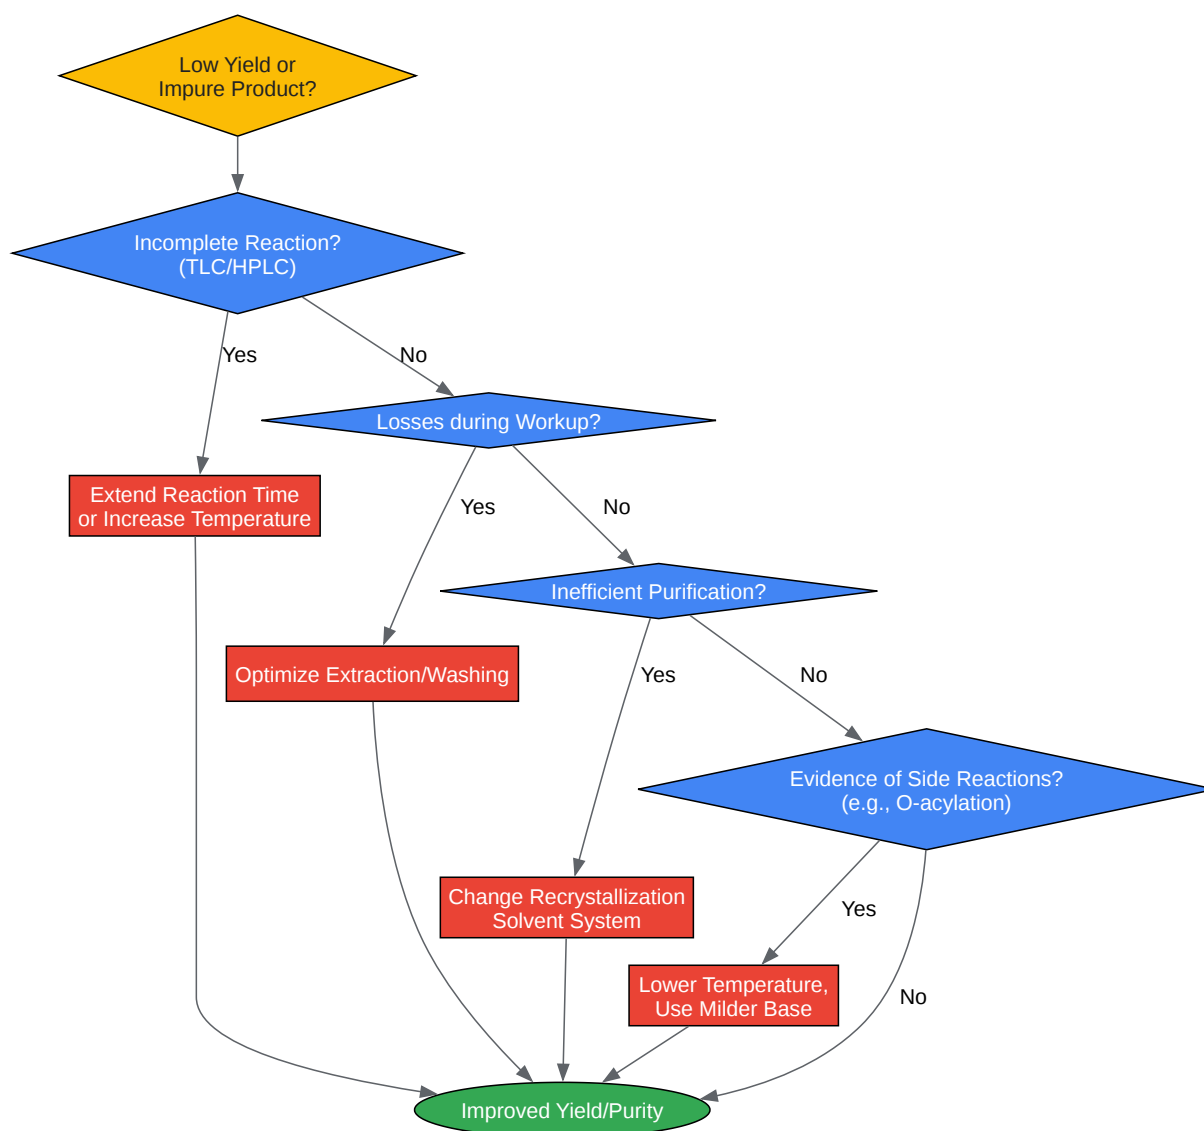 Low Yield or
Impure Product?
Incomplete Reaction?
(TLC/HPLC)
Yes
No
Losses during Workup?
Extend Reaction Time
or Increase Temperature
Yes
No
Inefficient Purification?
Optimize Extraction/Washing
Yes
No
Evidence of Side Reactions?
(e.g., O-acylation)
Change Recrystallization
Solvent System
Yes
Lower Temperature,
Use Milder Base
No
Improved Yield/Purity